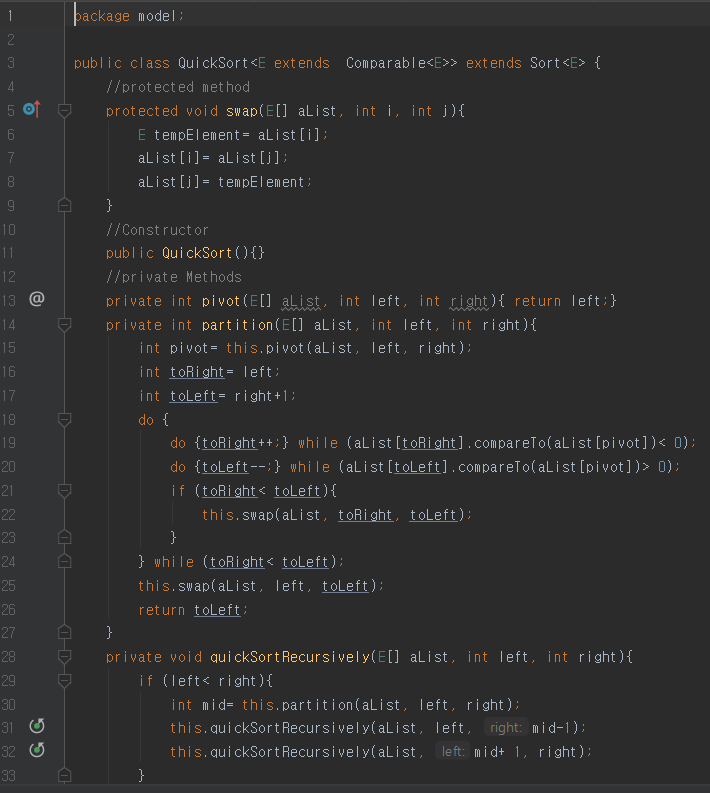 1 package model;
2
3 public class QuickSort<E extends  Comparable<E>> extends Sort<E> {
4 //protected method
5 protected void swap(E[] aList, int i, int j){
6 E tempElement= aList[i];
7 aList[i]= aList[j];
8 aList[j]= tempElement;
9 }
10 //Constructor
11 public QuickSort(){}
12 //private Methods
13 @ private int pivot(E[] aList, int left, int right){ return left;}
14 private int partition(E[] aList, int left, int right){
15 int pivot= this.pivot(aList, left, right);
16 int toRight= left;
17 int toLeft= right+1;
18 do {
19 do {toRight++;} while (aList[toRight].compareTo(aList[pivot])< 0);
20 do {toLeft--;} while (aList[toLeft].compareTo(aList[pivot])> 0);
21 if (toRight< toLeft){
22 this.swap(aList, toRight, toLeft);
23 }
24 } while (toRight< toLeft);
25 this.swap(aList, left, toLeft);
26 return toLeft;
27 }
28 private void quickSortRecursively(E[] aList, int left, int right){
29 if (left< right){
30 int mid= this.partition(aList, left, right);
31 this.quickSortRecursively(aList, left, right: mid-1);
32 this.quickSortRecursively(aList, left: mid+ 1, right);
33 }